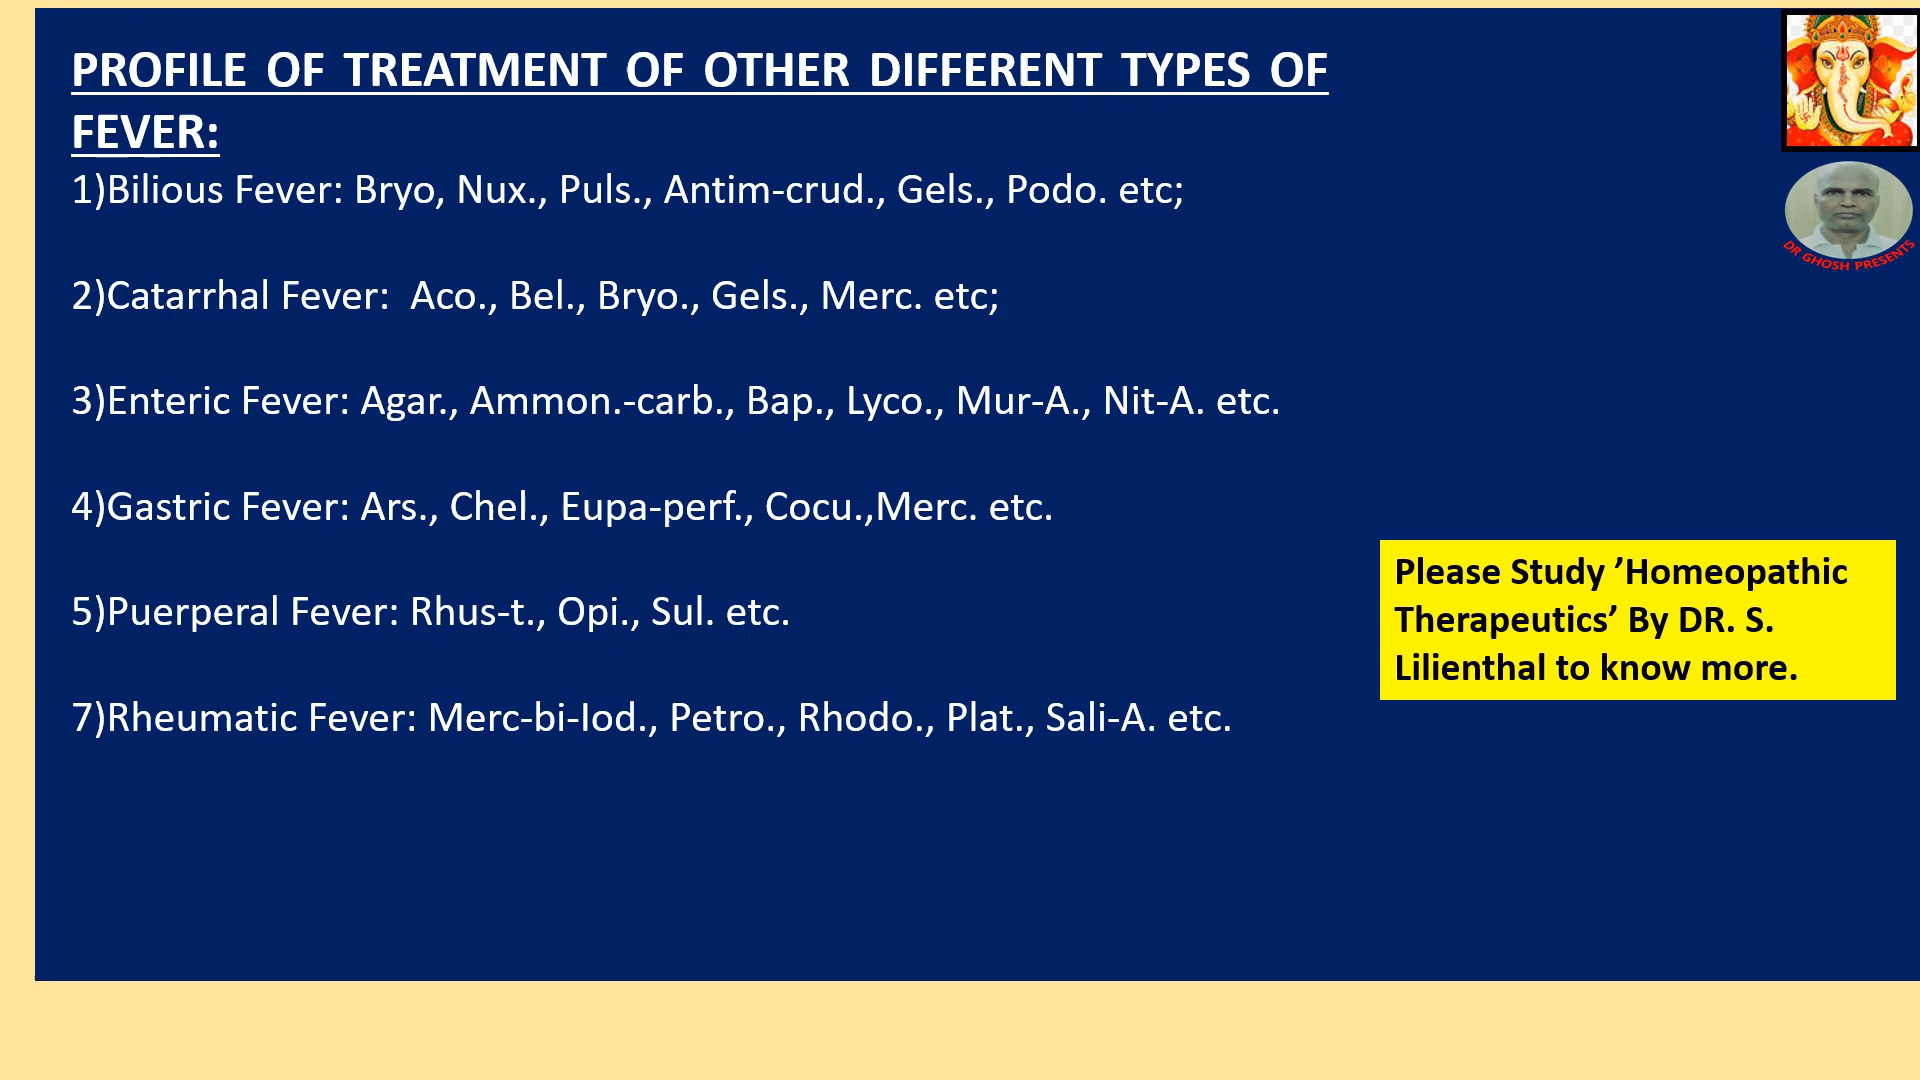 PROFILE OF TREATMENT OF OTHER DIFFERENT TYPES OF
FEVER:
1)Bilious Fever: Bryo, Nux., Puls., Antim-crud., Gels., Podo. etc;
2)Catarrhal Fever:  Aco., Bel., Bryo., Gels., Merc. etc;
3)Enteric Fever: Agar., Ammon.-carb., Bap., Lyco., Mur-A., Nit-A. etc.
4)Gastric Fever: Ars., Chel., Eupa-perf., Cocu.,Merc. etc.
5)Puerperal Fever: Rhus-t., Opi., Sul. etc.
7)Rheumatic Fever: Merc-bi-Iod., Petro., Rhodo., Plat., Sali-A. etc.
DR GHOSH PRESENTS
Please Study ’Homeopathic
Therapeutics’ By DR. S.
Lilienthal to know more.